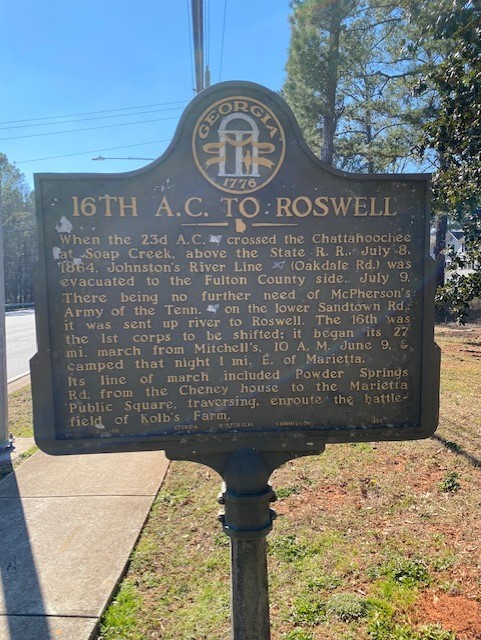 GEORGIA
1776
16TH A.C. TO ROSWELL
When the 23d A.C. crossed the Chattahoochee
at Soap Creek, above the State R. R., July 8,
1864, Johnston's River Line (Oakdale Rd.) was
evacuated to the Fulton County side, July 9.
There being no further need of McPherson's
Army of the Tenn. on the lower Sandtown Rd.,
it was sent up river to Roswell. The 16th was
the 1st corps to be shifted; it began its 27
mi. march from Mitchell's, 10 A. M. June 9, &
camped that night 1 mi. E. of Marietta.
Its line of march included Powder Springs
Rd. from the Cheney house to the Marietta
Public Square, traversing, enroute the battle-
field of Kolb's Farm.
GEORGIA HISTORICAL COMMISSION